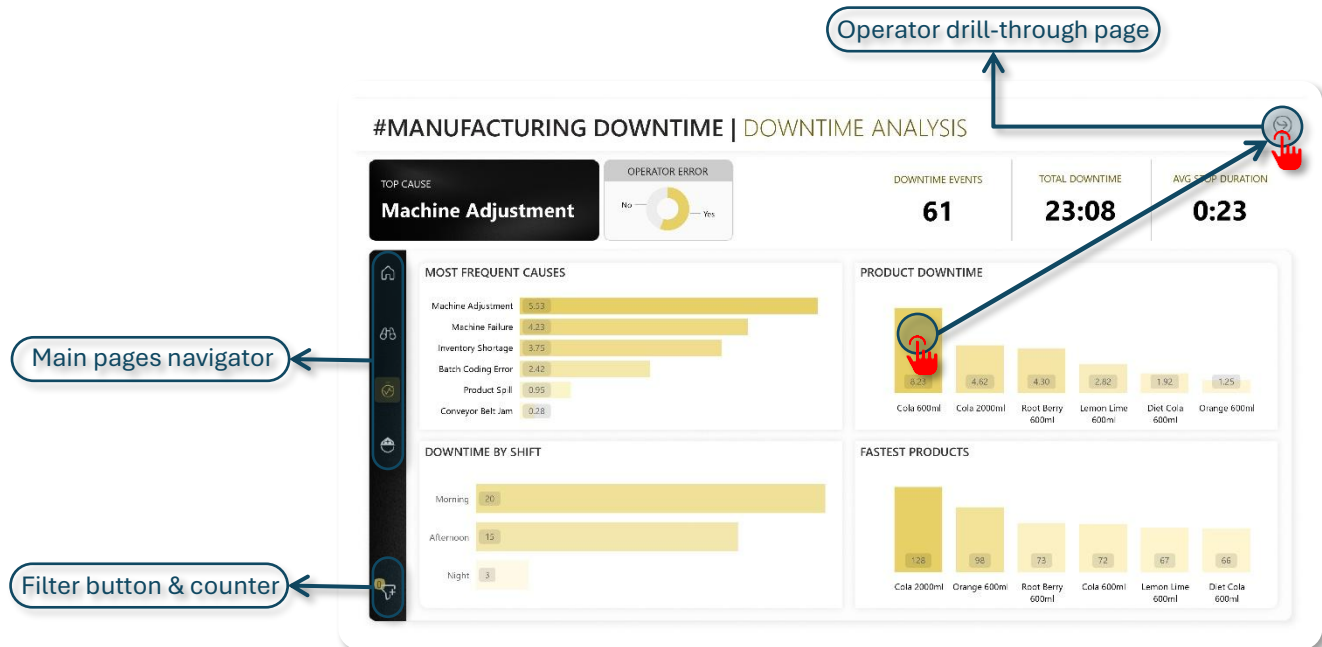 Operator drill-through page
#MANUFACTURING DOWNTIME | DOWNTIME ANALYSIS
TOP CAUSE
Machine Adjustment
OPERATOR ERROR
No
Yes
DOWNTIME EVENTS
61
TOTAL DOWNTIME
23:08
AVG STOP DURATION
0:23
MOST FREQUENT CAUSES
Machine Adjustment 5.53
Machine Failure 4.23
Inventory Shortage 3.75
Batch Coding Error 2.42
Product Spill 0.95
Conveyor Belt Jam 0.28
PRODUCT DOWNTIME
8.23 4.62 4.30 2.82 1.92 1.25
Cola 600ml Cola 2000ml Root Berry Lemon Lime Diet Cola Orange 600ml
600ml 600ml 600ml
Main pages navigator
DOWNTIME BY SHIFT
Morning 20
Afternoon 15
Night 3
FASTEST PRODUCTS
128 98 73 72 67 66
Cola 2000ml Orange 600ml Root Berry Cola 600ml Lemon Lime Diet Cola
600ml 600ml 600ml
Filter button & counter